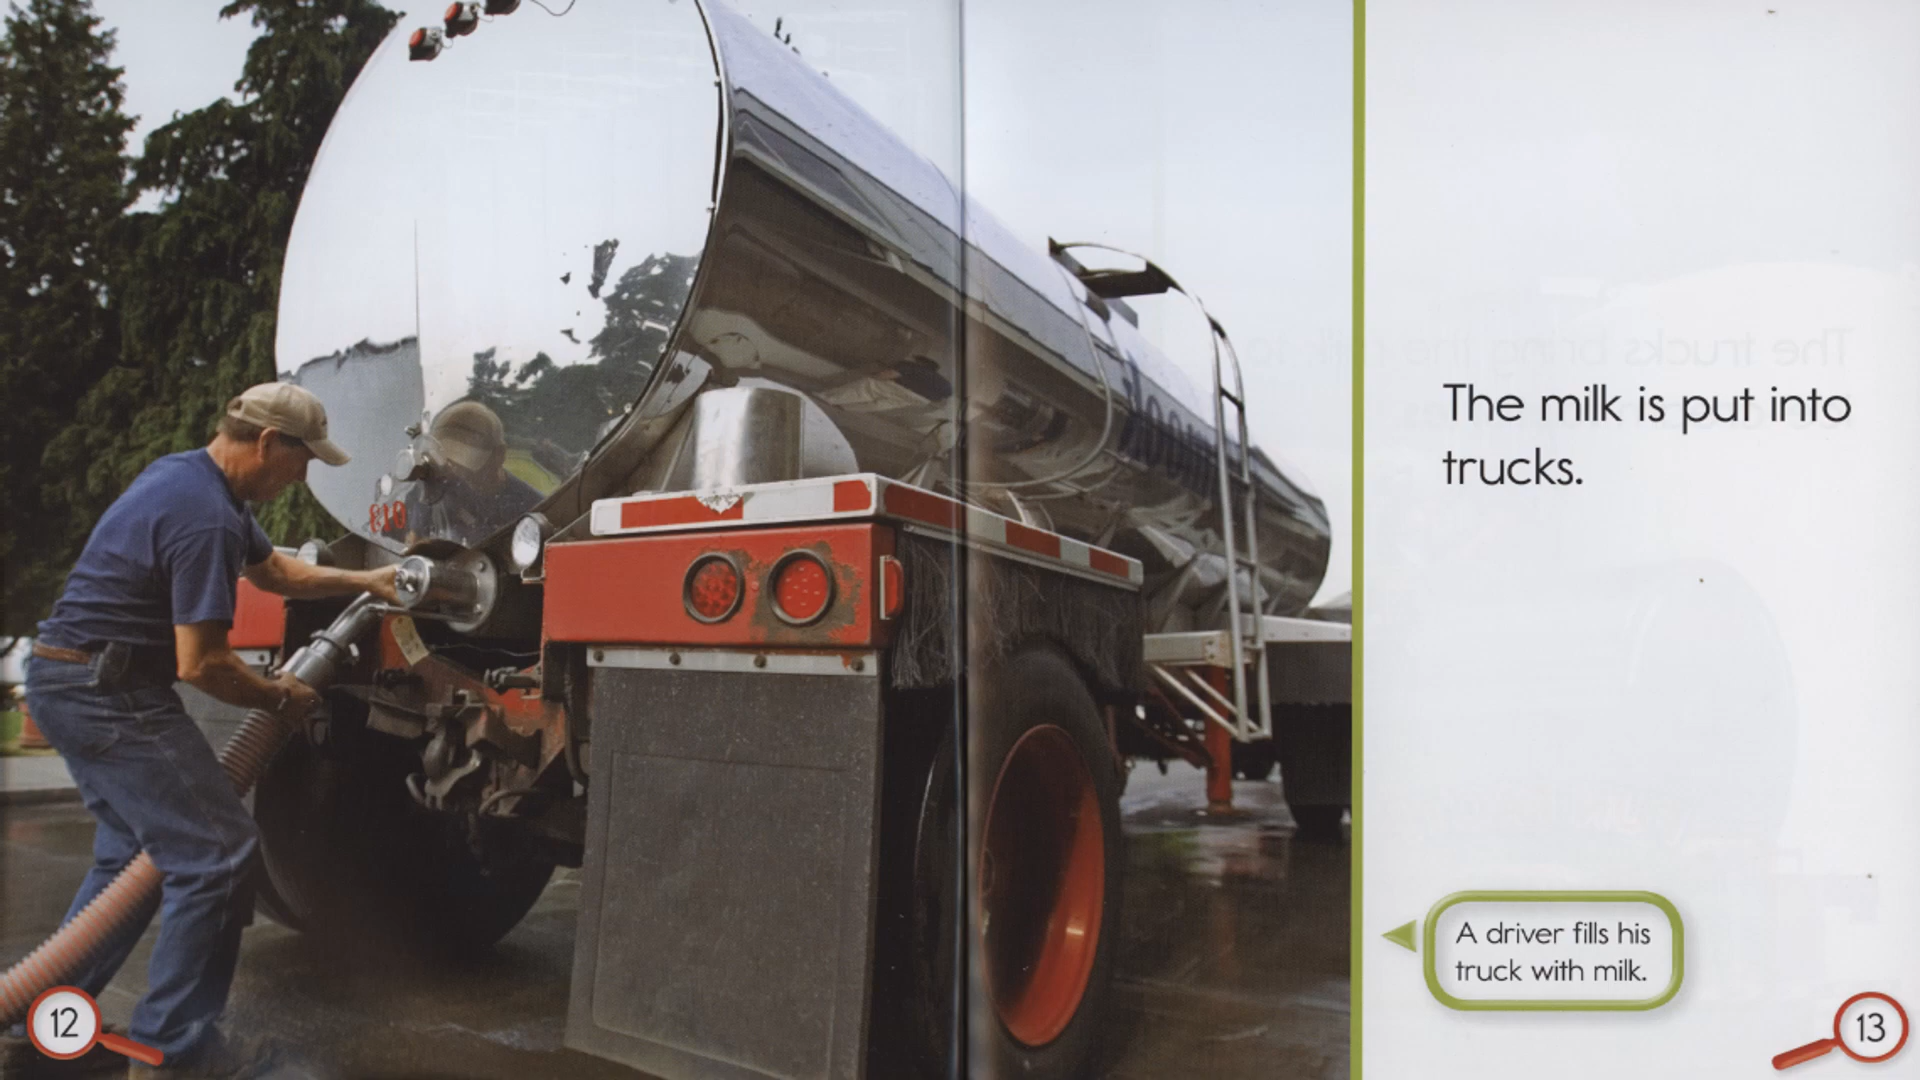 The milk is put into
trucks.
A driver fills his
truck with milk.
12
13